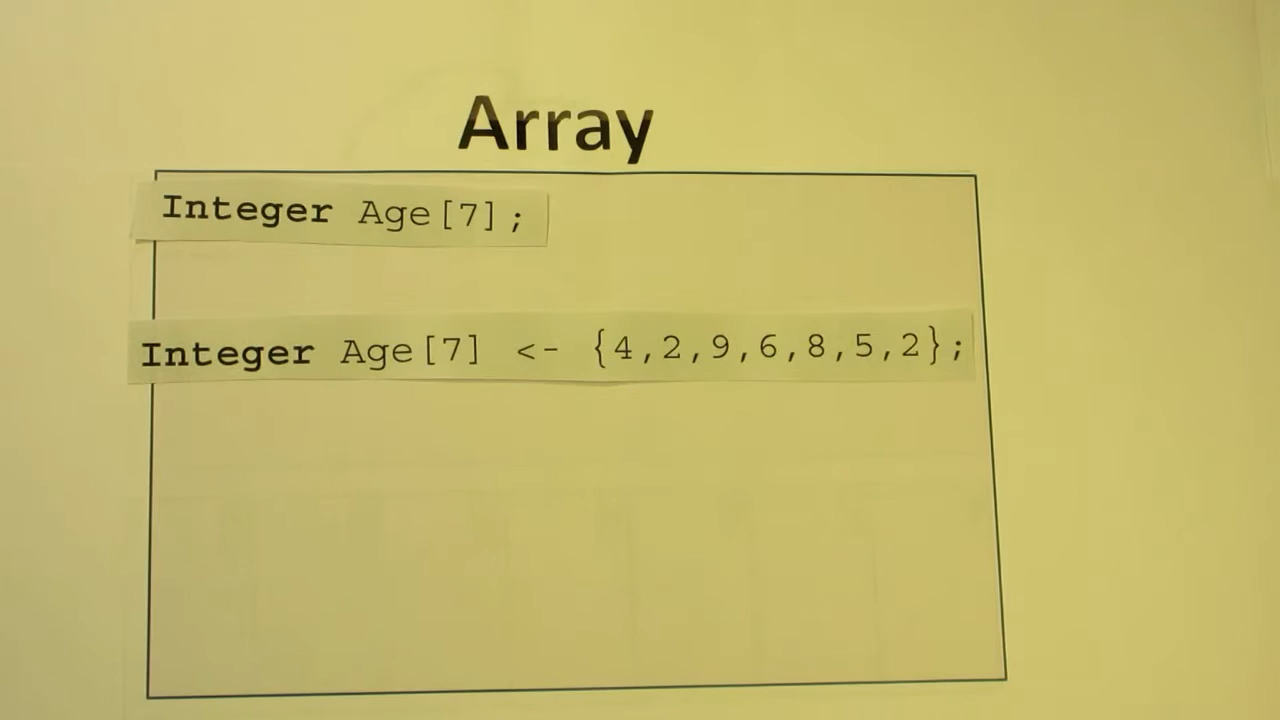 Array
Integer Age[7];
Integer Age[7] <- {4,2,9,6,8,5,2};